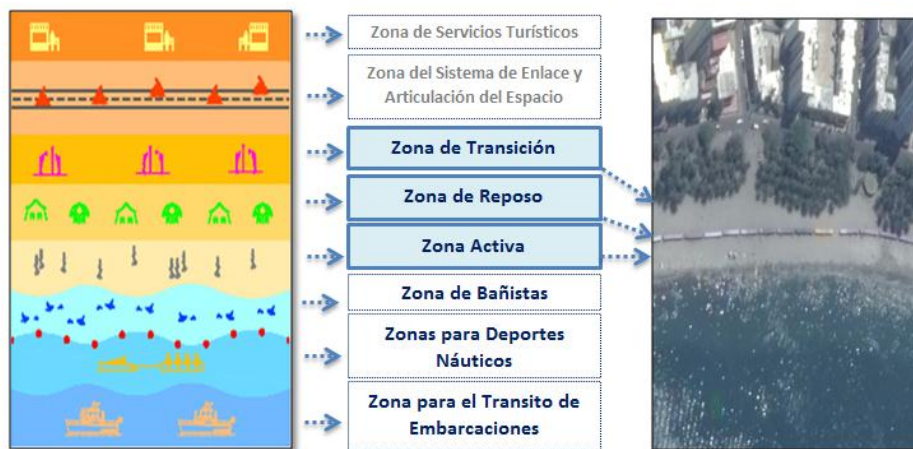 Zona de Servicios Turísticos
Zona del Sistema de Enlace y
Articulación del Espacio
Zona de Transición
Zona de Reposo
Zona Activa
Zona de Bañistas
Zonas para Deportes
Náuticos
Zona para el Transito de
Embarcaciones